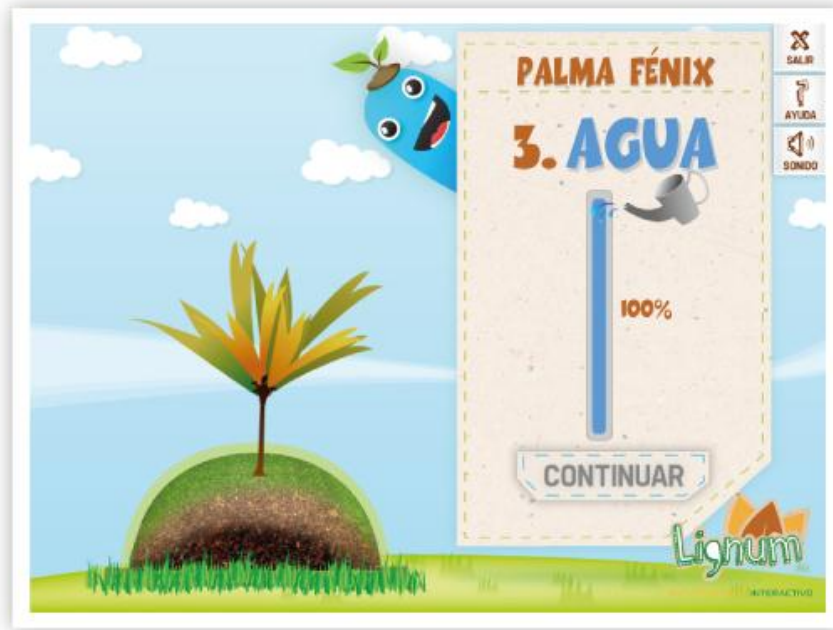 PALMA FÉNIX
3. AGUA
100%
CONTINUAR
SALIR
AYUDA
SONIDO
Lignum
INTERACTIVO